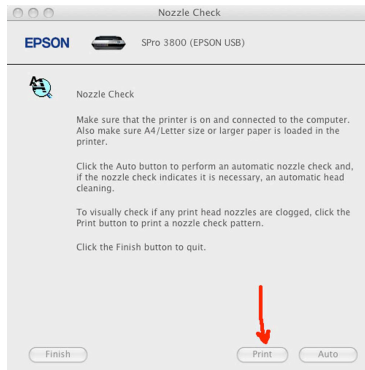 Nozzle Check
EPSON SPro 3800 (EPSON USB)
Nozzle Check
Make sure that the printer is on and connected to the computer.
Also make sure A4/Letter size or larger paper is loaded in the
printer.
Click the Auto button to perform an automatic nozzle check and,
if the nozzle check indicates it is necessary, an automatic head
cleaning.
To visually check if any print head nozzles are clogged, click the
Print button to print a nozzle check pattern.
Click the Finish button to quit.
Finish Print Auto